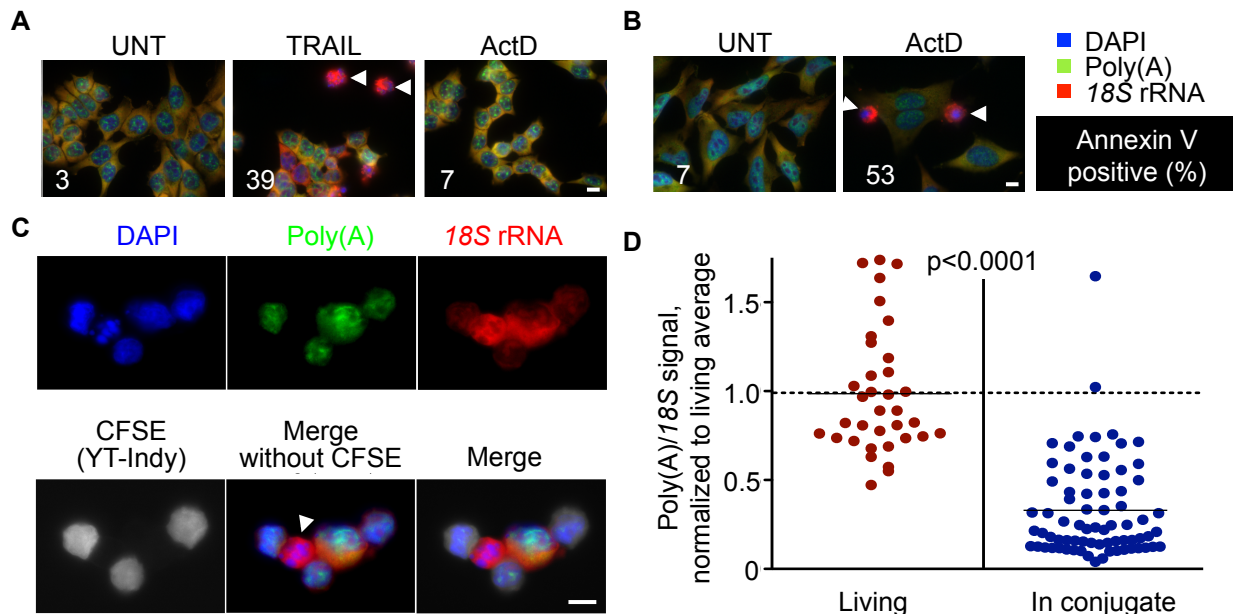 A
UNT
TRAIL
ActD
3
39
7
B
UNT
ActD
7
53
DAPI
Poly(A)
18S rRNA
Annexin V
positive (%)
C
DAPI
Poly(A)
18S rRNA
CFSE
(YT-Indy)
Merge
without CFSE
Merge
D
Poly(A)/18S signal,
normalized to living average
p<0.0001
1.5
1.0
0.5
0
Living
In conjugate